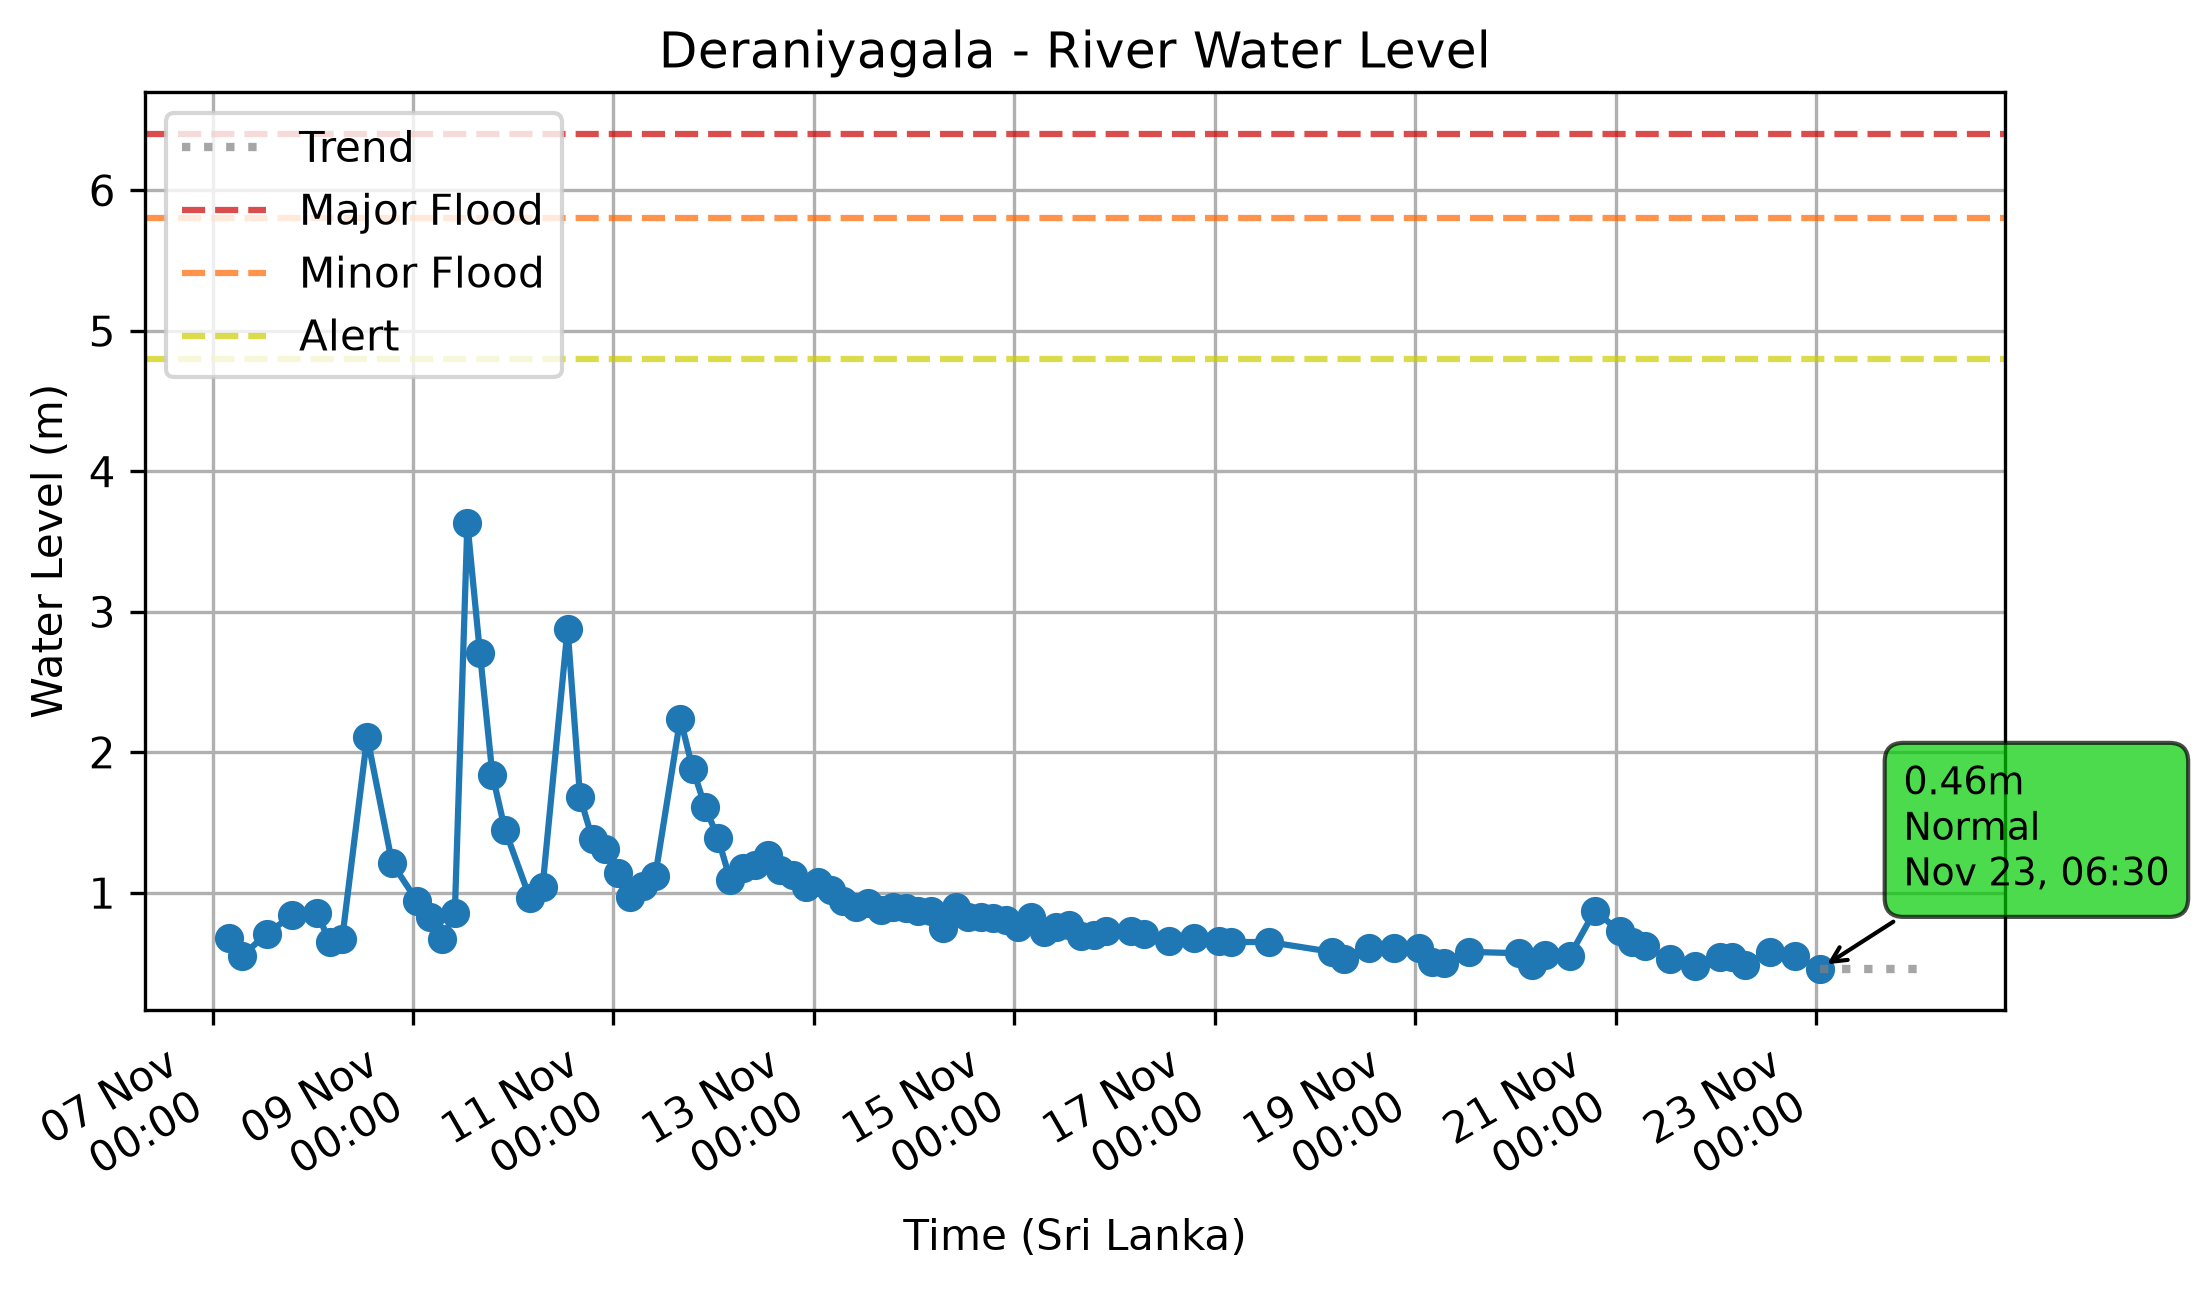 Deraniyagala - River Water Level
Trend
Major Flood
Minor Flood
Alert
6
5
4
3
2
1
Water Level (m)
0.46m
Normal
Nov 23, 06:30
07 Nov
00:00
09 Nov
00:00
11 Nov
00:00
13 Nov
00:00
15 Nov
00:00
17 Nov
00:00
19 Nov
00:00
21 Nov
00:00
23 Nov
00:00
Time (Sri Lanka)